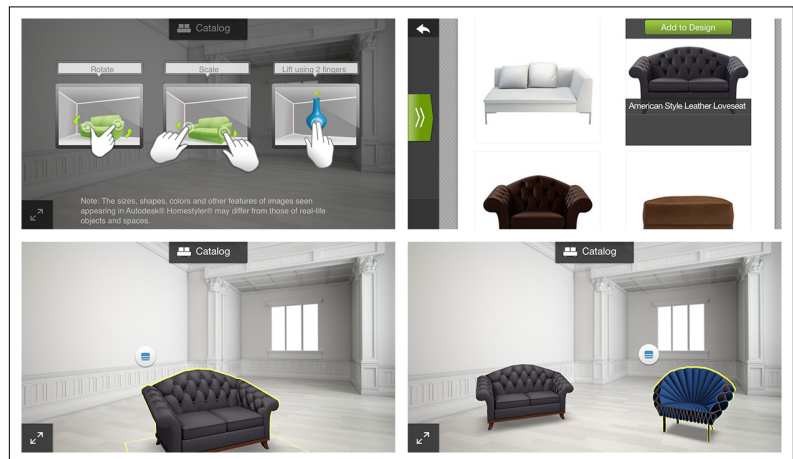 Catalog
Rotate
Scale
Lift using 2 fingers
Note: The sizes, shapes, colors and other features of images seen
appearing in Autodesk® Homestyler® may differ from those of real-life
objects and spaces.
Add to Design
American Style Leather Loveseat
Catalog
Catalog